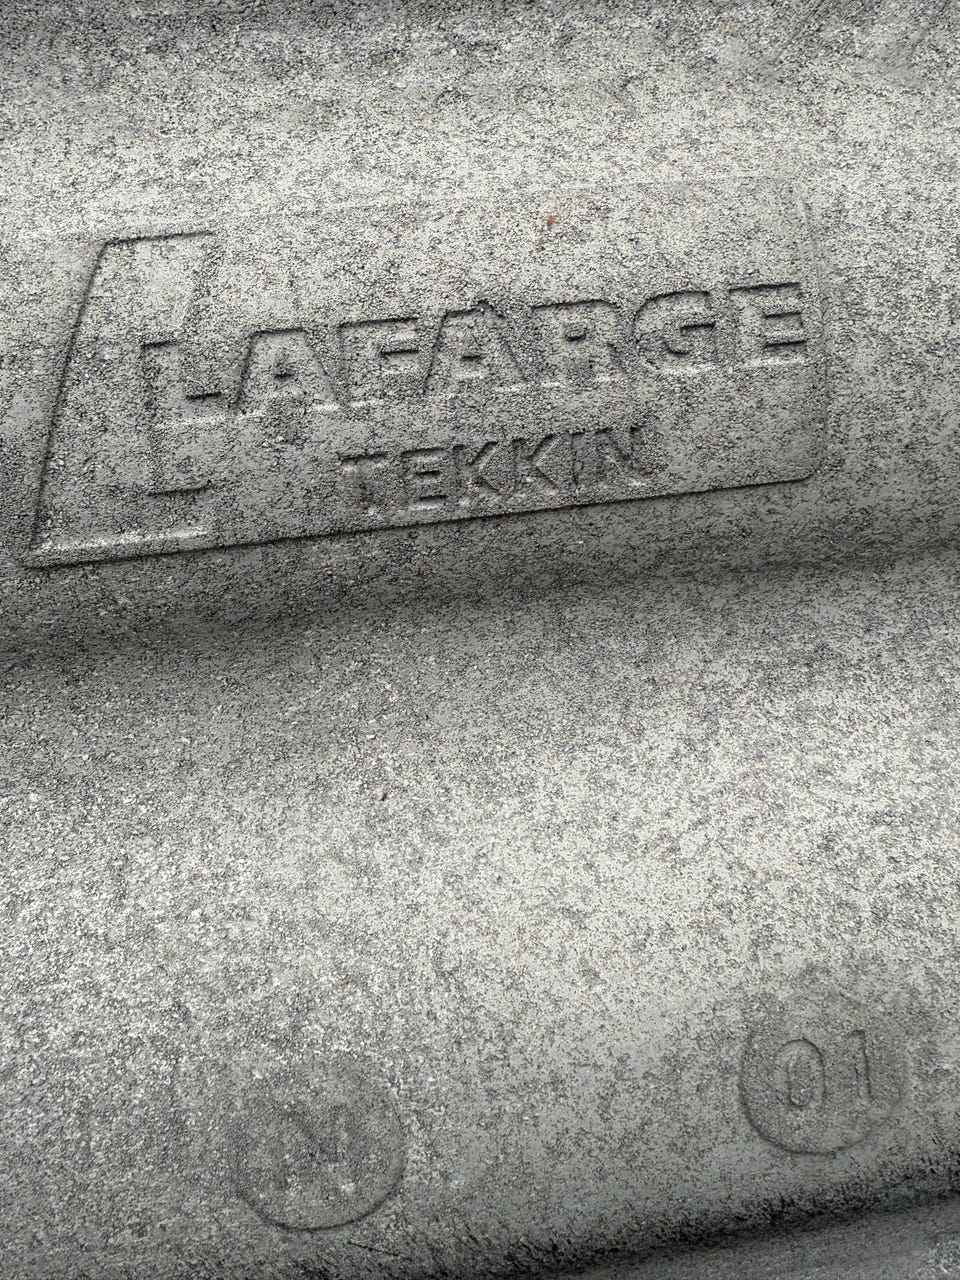 LAFARGE
TEKKIN
01
N